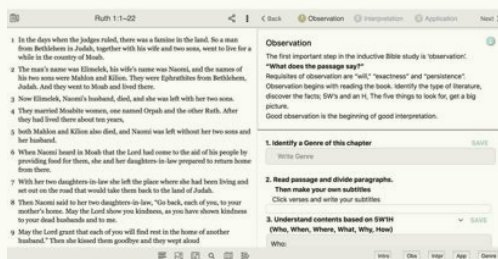 Ruth 1:1–22
1 In the days when the judges ruled, there was a famine in the land. So a man
from Bethlehem in Judah, together with his wife and two sons, went to live for a
while in the country of Moab.
2 The man's name was Elimelek, his wife's name was Naomi, and the names of
his two sons were Mahlon and Kilion. They were Ephrathites from Bethlehem,
Judah. And they went to Moab and lived there.
3 Now Elimelek, Naomi's husband, died, and she was left with her two sons.
4 They married Moabite women, one named Orpah and the other Ruth. After
they had lived there about ten years,
5 both Mahlon and Kilion also died, and Naomi was left without her two sons and
her husband.
6 When Naomi heard in Moab that the Lord had come to the aid of his people by
providing food for them, she and her daughters-in-law prepared to return home
from there.
7 With her two daughters-in-law she left the place where she had been living and
set out on the road that would take them back to the land of Judah.
8 Then Naomi said to her two daughters-in-law, "Go back, each of you, to your
mother's home. May the Lord show you kindness, as you have shown kindness
to your dead husbands and to me.
9 May the Lord grant that each of you will find rest in the home of another
husband." Then she kissed them goodbye and they wept aloud
< Back 1 Observation 2 Interpretation 3 Application Next
Observation
The first important step in the inductive Bible study is 'observation'.
"What does the passage say?"
Requisites of observation are "will," "exactness" and "persistence".
Observation begins with reading the book. Identify the type of literature,
discover the facts; 5W's and an H, The five things to look for, get a big
picture.
Good observation is the beginning of good interpretation.
1. Identify a Genre of this chapter SAVE
Write Genre
2. Read passage and divide paragraphs.
Then make your own subtitles
Click verses and write your subtitles
3. Understand contents based on 5W1H SAVE
(Who, When, Where, What, Why, How)
Who:
Intro Obs Intpr App Genre